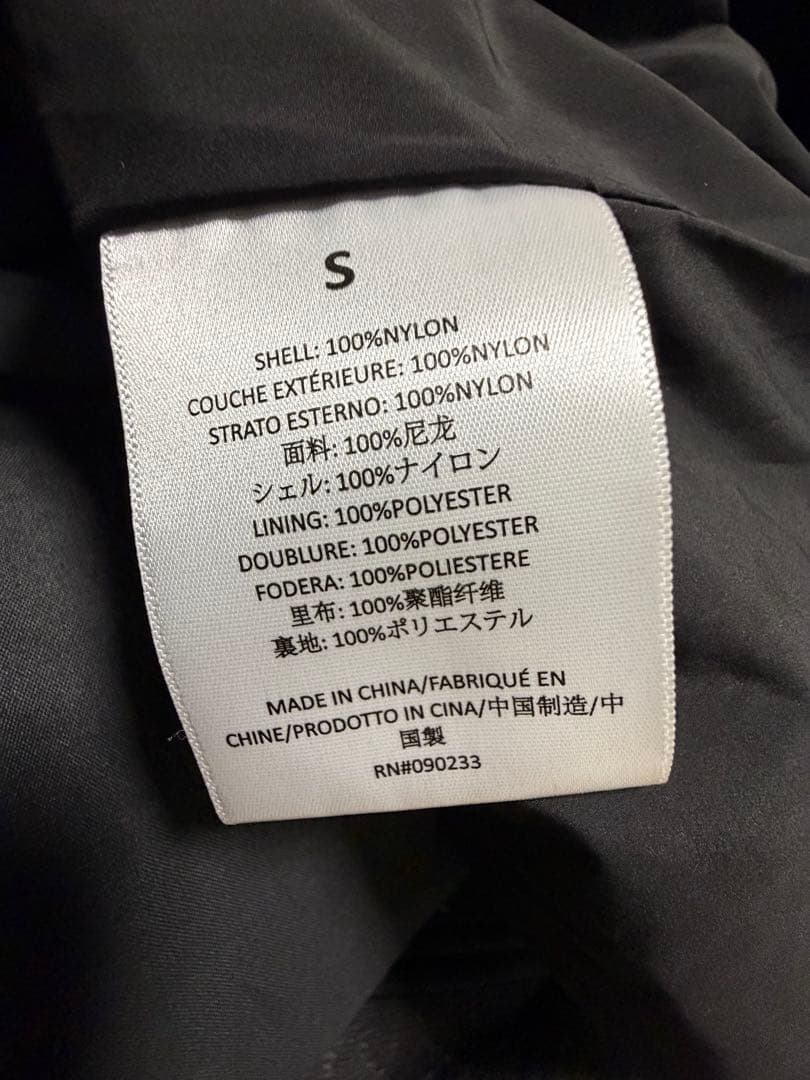 S
SHELL: 100%NYLON
COUCHE EXTÉRIEURE: 100%NYLON
STRATO ESTERNO: 100%NYLON
面料: 100%尼龙
シェル: 100%ナイロン
LINING: 100%POLYESTER
DOUBLURE: 100%POLYESTER
FODERA: 100%POLIESTERE
里布: 100%聚酯纤维
裏地: 100%ポリエステル
MADE IN CHINA/FABRIQUÉ EN
CHINE/PRODOTTO IN CINA/中国制造/中
国製
RN#090233